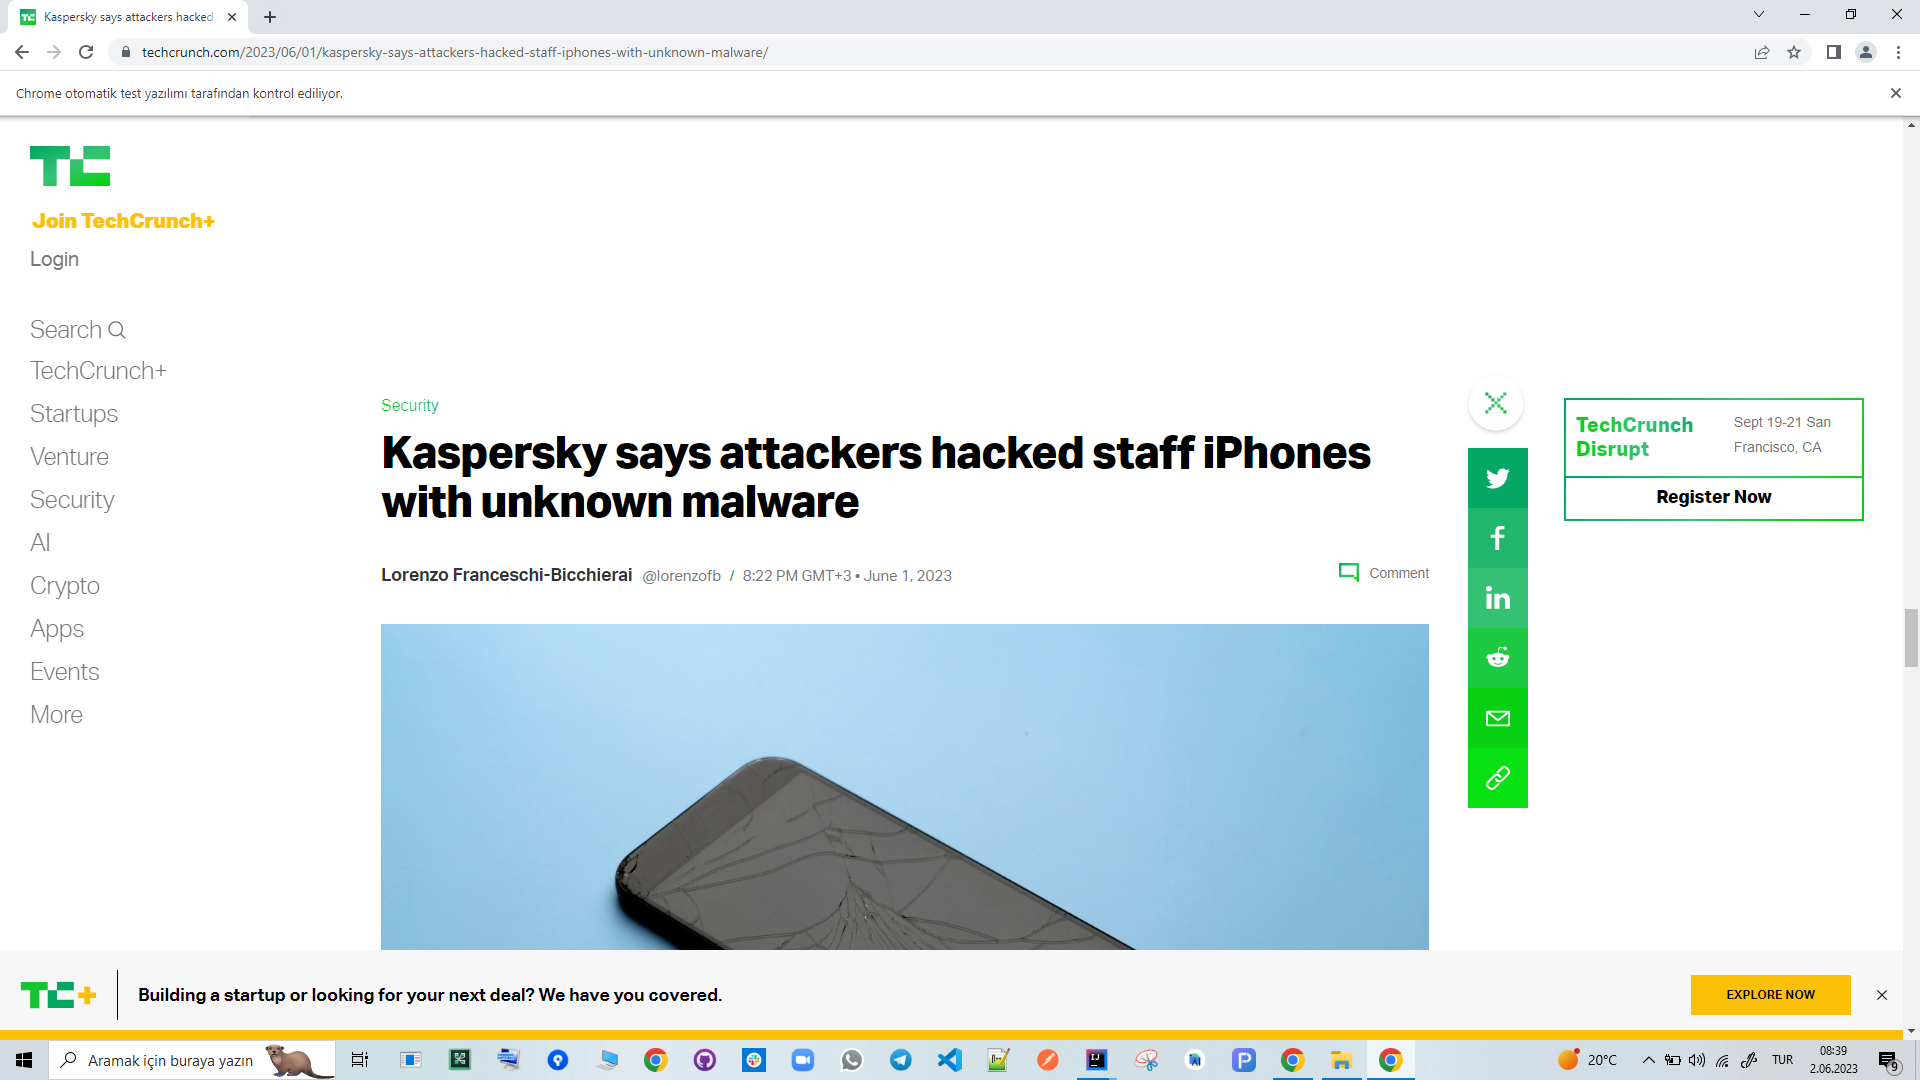 Kaspersky says attackers hacked
techcrunch.com/2023/06/01/kaspersky-says-attackers-hacked-staff-iphones-with-unknown-malware/
Chrome otomatik test yazılımı tarafından kontrol ediliyor.
TC
Join TechCrunch+
Login
Search
TechCrunch+
Startups
Venture
Security
AI
Crypto
Apps
Events
More
Security
Kaspersky says attackers hacked staff iPhones
with unknown malware
Lorenzo Franceschi-Bicchierai @lorenzofb / 8:22 PM GMT+3 • June 1, 2023
Comment
TechCrunch
Disrupt
Sept 19-21 San
Francisco, CA
Register Now
TC+
Building a startup or looking for your next deal? We have you covered.
EXPLORE NOW
Aramak için buraya yazın
20°C
TUR
08:39
2.06.2023
9